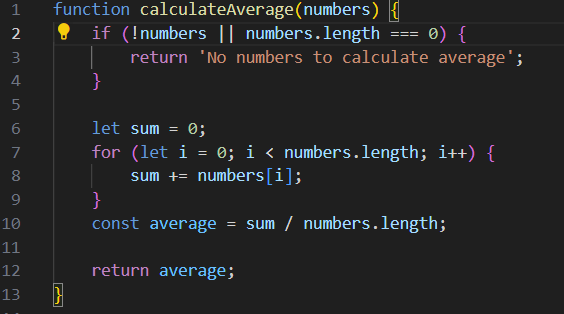 1 function calculateAverage(numbers) {
2     if (!numbers || numbers.length === 0) {
3         return 'No numbers to calculate average';
4     }
5
6     let sum = 0;
7     for (let i = 0; i < numbers.length; i++) {
8         sum += numbers[i];
9     }
10     const average = sum / numbers.length;
11
12     return average;
13 }